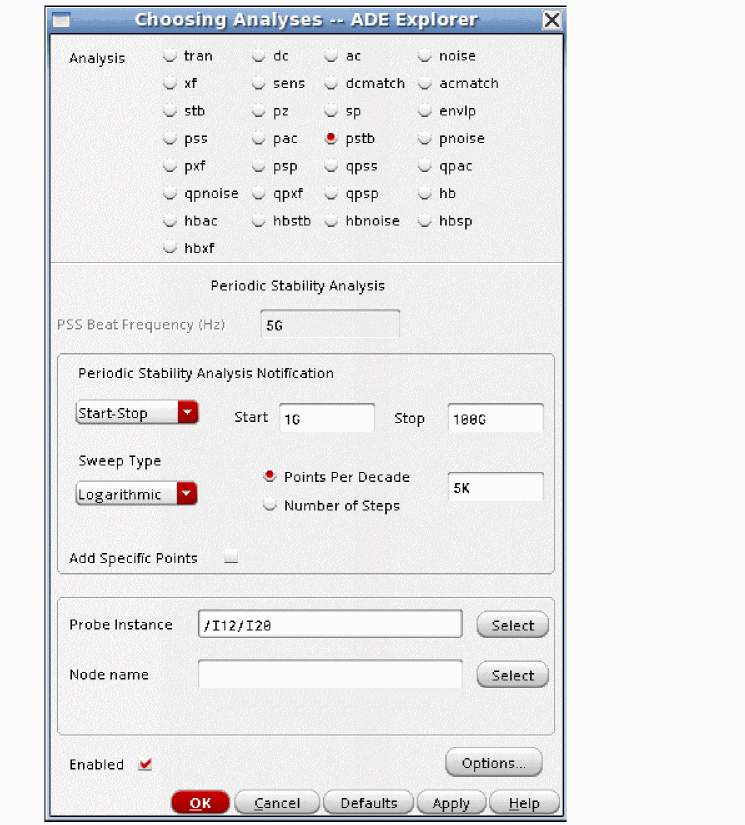 Choosing Analyses -- ADE Explorer
Analysis tran dc ac noise
xf sens dcmatch acmatch
stb pz sp envlp
pss pac pstb pnoise
pxf psp qpss qpac
qpnoise qpxf qpsp hb
hbac hbstb hbnoise hbsp
hbxf
Periodic Stability Analysis
PSS Beat Frequency (Hz) 5G
Periodic Stability Analysis Notification
Start-Stop Start 1G Stop 100G
Sweep Type
Logarithmic
Points Per Decade 5K
Number of Steps
Add Specific Points
Probe Instance /I12/I20 Select
Node name Select
Enabled Options...
OK Cancel Defaults Apply Help